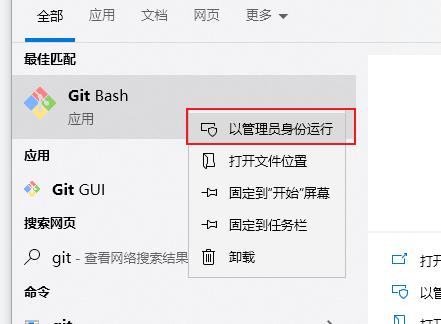 全部 应用 文档 网页 更多
最佳匹配
Git Bash
应用
以管理员身份运行
打开文件位置
固定到"开始"屏幕
固定到任务栏
卸载
应用
Git GUI
搜索网页
git - 查看网络搜索结果
命令
打开
以管